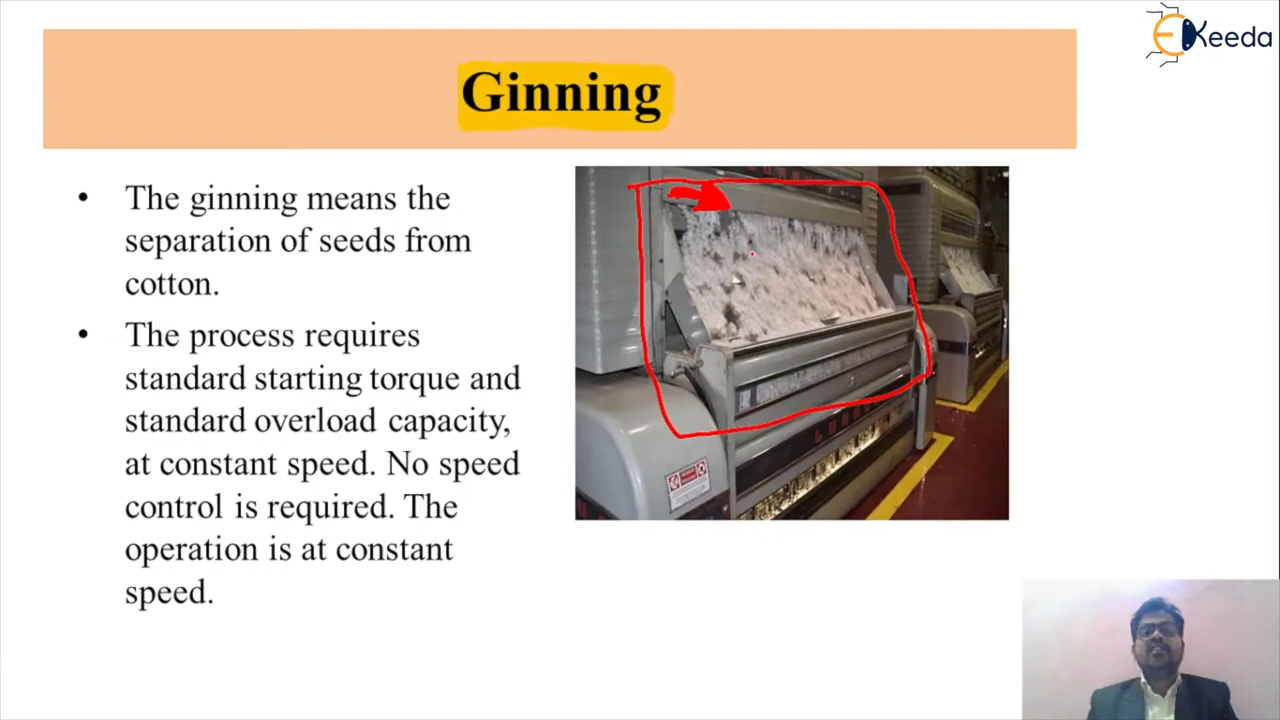 EKeeda
Ginning
• The ginning means the
separation of seeds from
cotton.
• The process requires
standard starting torque and
standard overload capacity,
at constant speed. No speed
control is required. The
operation is at constant
speed.